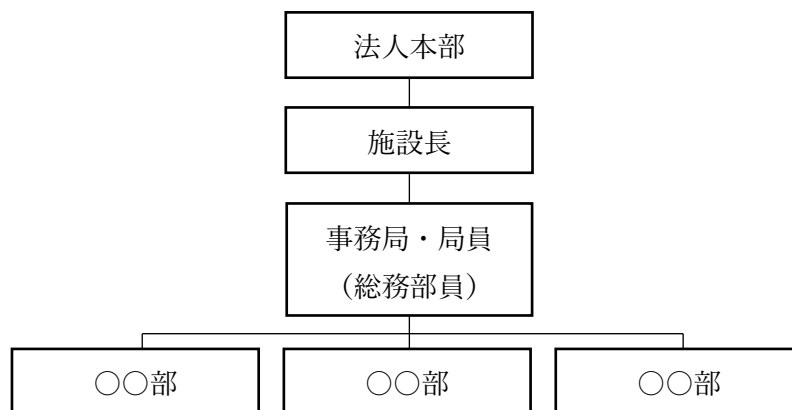 法人本部
施設長
事務局・局員
（総務部員）
○○部
○○部
○○部